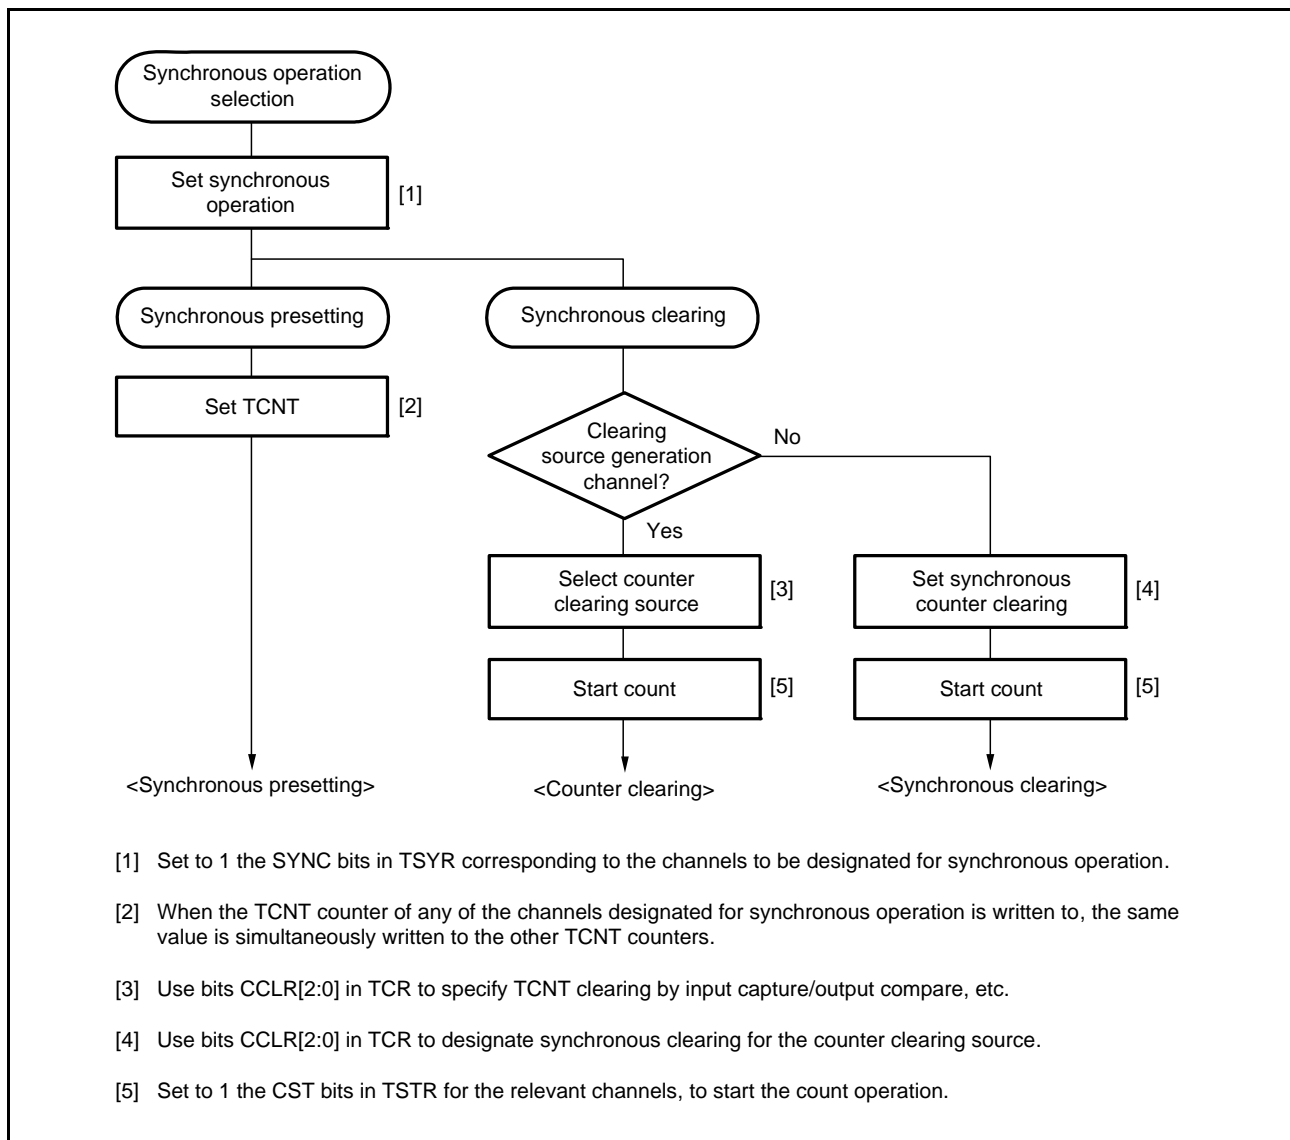 Synchronous operation
selection
Set synchronous
operation
[1]
Synchronous presetting
Synchronous clearing
Set TCNT
[2]
Clearing
source generation
channel?
No
Yes
Select counter
clearing source
[3]
Set synchronous
counter clearing
[4]
Start count
[5]
Start count
[5]
<Synchronous presetting>
<Counter clearing>
<Synchronous clearing>
[1] Set to 1 the SYNC bits in TSYR corresponding to the channels to be designated for synchronous operation.
[2] When the TCNT counter of any of the channels designated for synchronous operation is written to, the same
value is simultaneously written to the other TCNT counters.
[3] Use bits CCLR[2:0] in TCR to specify TCNT clearing by input capture/output compare, etc.
[4] Use bits CCLR[2:0] in TCR to designate synchronous clearing for the counter clearing source.
[5] Set to 1 the CST bits in TSTR for the relevant channels, to start the count operation.